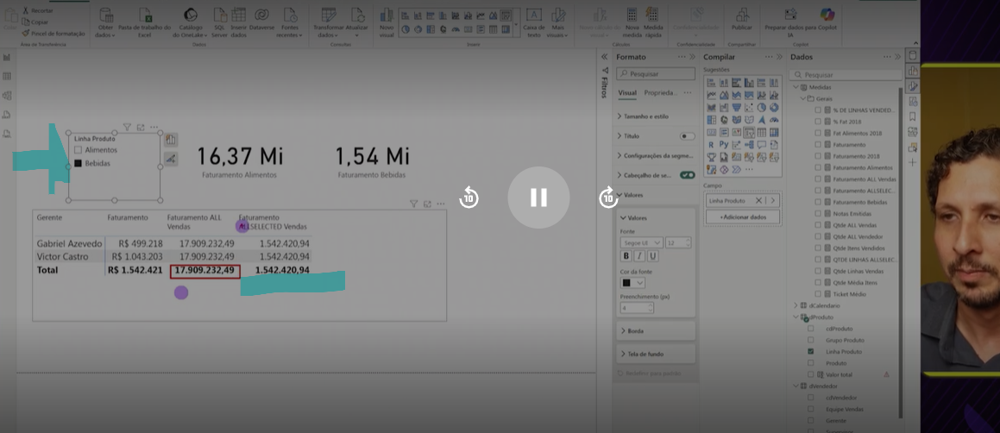 Recortar
Copiar
Pincel de formatação
Área de Transferência
Obter dados
Pasta de trabalho do Excel
Catálogo do OneLake
SQL Server
Inserir dados
Dataverse
Fontes recentes
Dados
Transformar dados
Atualizar
Consultas
Novo visual
Caixa de texto
Mais visuais
Inserir
Nova medida
Medida rápida
Cálculos
Confidencialidade
Publicar
Compartilhar
Preparar dados para IA
Copilot
Copilot
Filtros
Formato
Pesquisar
Visual
Proprieda...
Tamanho e estilo
Título
Configurações da segme...
Cabeçalho de se...
Valores
Valores
Fonte
Segoe UI
12
B I U
Cor da fonte
Preenchimento (px)
4
Borda
Tela de fundo
Redefinir para padrão
Compilar
Sugestões
Campo
Linha Produto
+Adicionar dados
Dados
Pesquisar
Medidas
Gerais
% DE LINHAS VENDED...
% Fat 2018
Fat Alimentos 2018
Faturamento
Faturamento 2018
Faturamento Alimentos
Faturamento ALL Vendas
Faturamento ALLSELEC...
Faturamento Bebidas
Notas Emitidas
Qtde ALL Vendas
Qtde ALL Vendedor
Qtde Itens Vendidos
QTDE LINHAS ALLSELEC...
Qtde Linhas Vendas
Qtde Média Itens
Ticket Médio
dCalendario
dProduto
cdProduto
Grupo Produto
Linha Produto
Produto
Valor total
dVendedor
cdVendedor
Equipe Vendas
Gerente
Linha Produto
Alimentos
Bebidas
16,37 Mi
Faturamento Alimentos
1,54 Mi
Faturamento Bebidas
10
10
Gerente Faturamento Faturamento ALL Vendas Faturamento ALLSELECTED Vendas
Gabriel Azevedo R$ 499.218 17.909.232,49 1.542.420,94
Victor Castro R$ 1.043.203 17.909.232,49 1.542.420,94
Total R$ 1.542.421 17.909.232,49 1.542.420,94